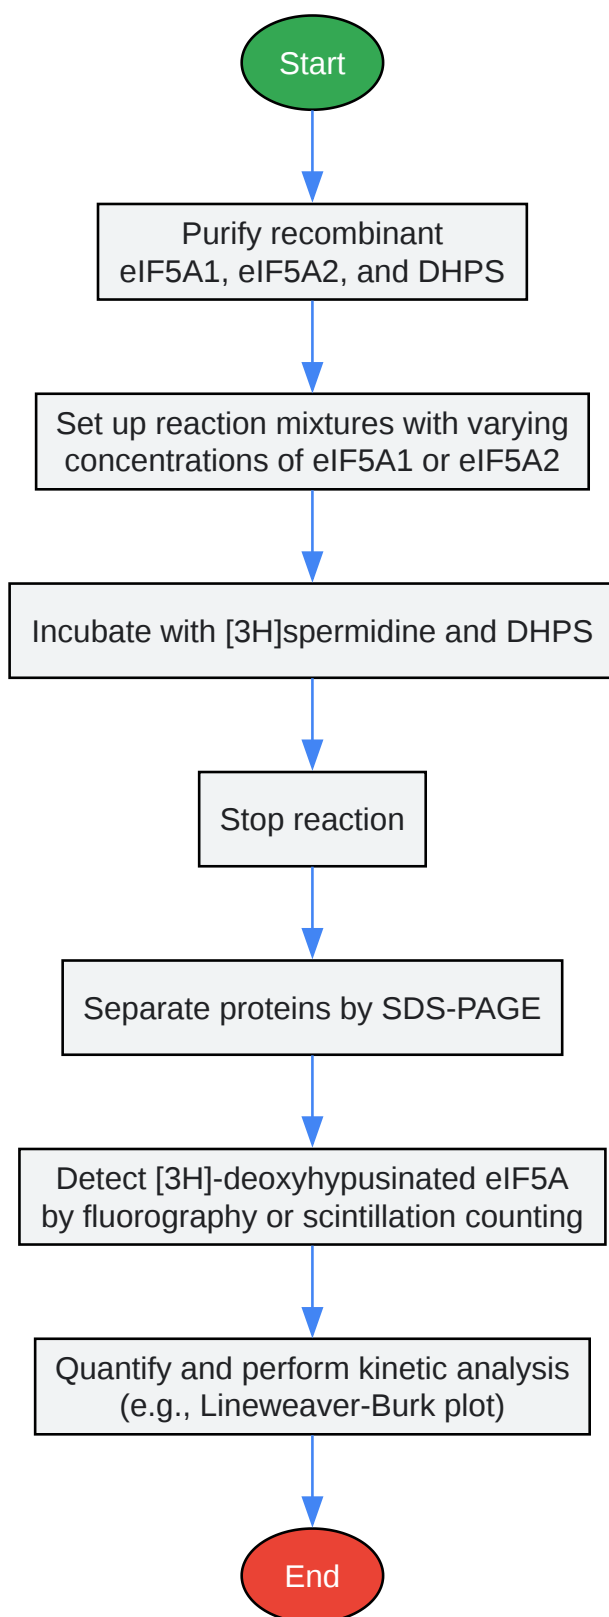 Start
Purify recombinant
eIF5A1, eIF5A2, and DHPS
Set up reaction mixtures with varying
concentrations of eIF5A1 or eIF5A2
Incubate with [3H]spermidine and DHPS
Stop reaction
Separate proteins by SDS-PAGE
Detect [3H]-deoxyhypusinated eIF5A
by fluorography or scintillation counting
Quantify and perform kinetic analysis
(e.g., Lineweaver-Burk plot)
End